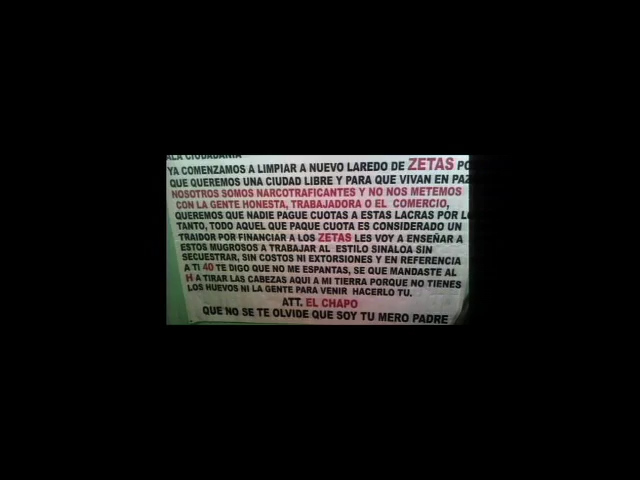 ALA CIUDADANIA
YA COMENZAMOS A LIMPIAR A NUEVO LAREDO DE ZETAS PO
QUE QUEREMOS UNA CIUDAD LIBRE Y PARA QUE VIVAN EN PAZ
NOSOTROS SOMOS NARCOTRAFICANTES Y NO NOS METEMOS
CON LA GENTE HONESTA, TRABAJADORA O EL COMERCIO,
QUEREMOS QUE NADIE PAGUE CUOTAS A ESTAS LACRAS POR LO
TANTO, TODO AQUEL QUE PAQUE CUOTA ES CONSIDERADO UN
TRAIDOR POR FINANCIAR A LOS ZETAS LES VOY A ENSEÑAR A
ESTOS MUGROSOS A TRABAJAR AL ESTILO SINALOA SIN
SECUESTRAR, SIN COSTOS NI EXTORSIONES Y EN REFERENCIA
A TI 40 TE DIGO QUE NO ME ESPANTAS, SE QUE MANDASTE AL
H A TIRAR LAS CABEZAS AQUI A MI TIERRA PORQUE NO TIENES
LOS HUEVOS NI LA GENTE PARA VENIR HACERLO TU.
ATT. EL CHAPO
QUE NO SE TE OLVIDE QUE SOY TU MERO PADRE